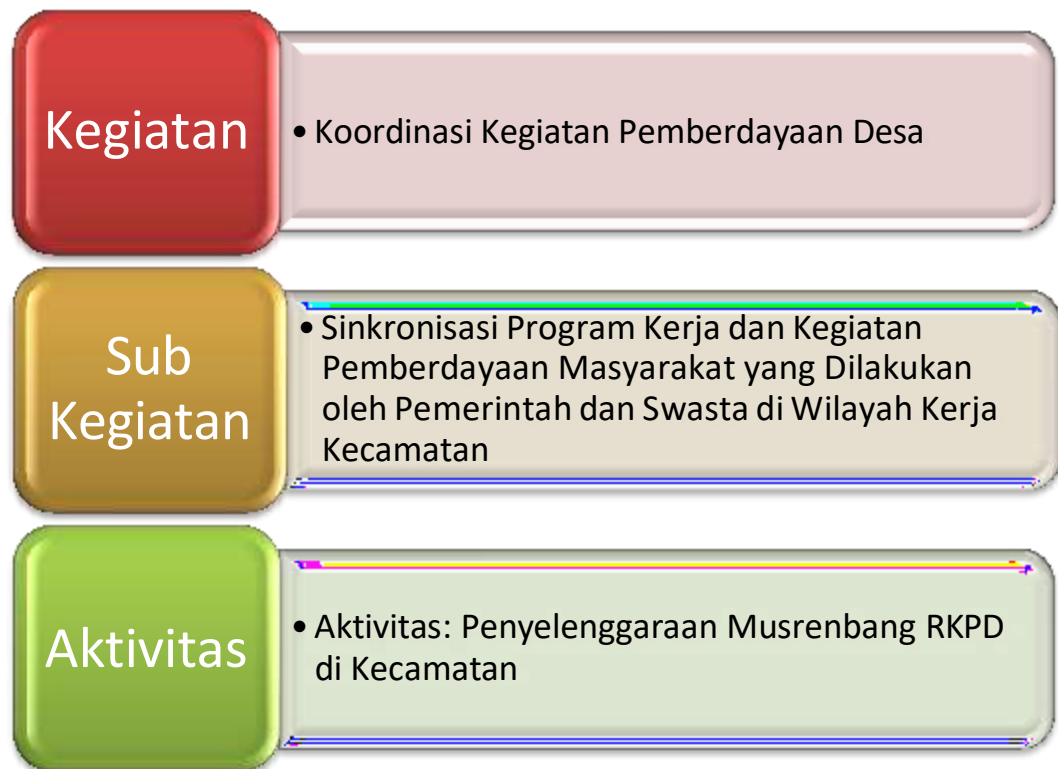 Kegiatan
• Koordinasi Kegiatan Pemberdayaan Desa
Sub
Kegiatan
• Sinkronisasi Program Kerja dan Kegiatan
Pemberdayaan Masyarakat yang Dilakukan
oleh Pemerintah dan Swasta di Wilayah Kerja
Kecamatan
Aktivitas
• Aktivitas: Penyelenggaraan Musrenbang RKPD
di Kecamatan